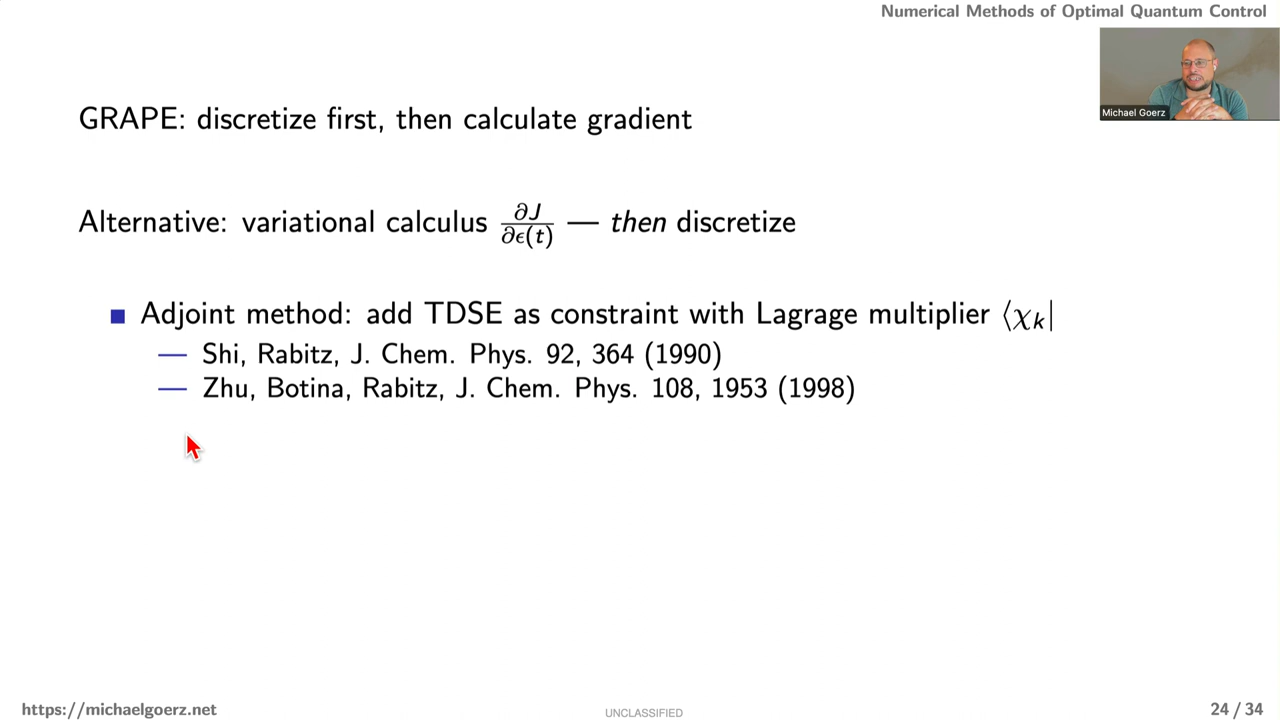 Numerical Methods of Optimal Quantum Control
Michael Goerz
GRAPE: discretize first, then calculate gradient
Alternative: variational calculus ∂J/∂ϵ(t) — then discretize
Adjoint method: add TDSE as constraint with Lagrage multiplier ⟨χk|
— Shi, Rabitz, J. Chem. Phys. 92, 364 (1990)
— Zhu, Botina, Rabitz, J. Chem. Phys. 108, 1953 (1998)
https://michaelgoerz.net
UNCLASSIFIED
24 / 34